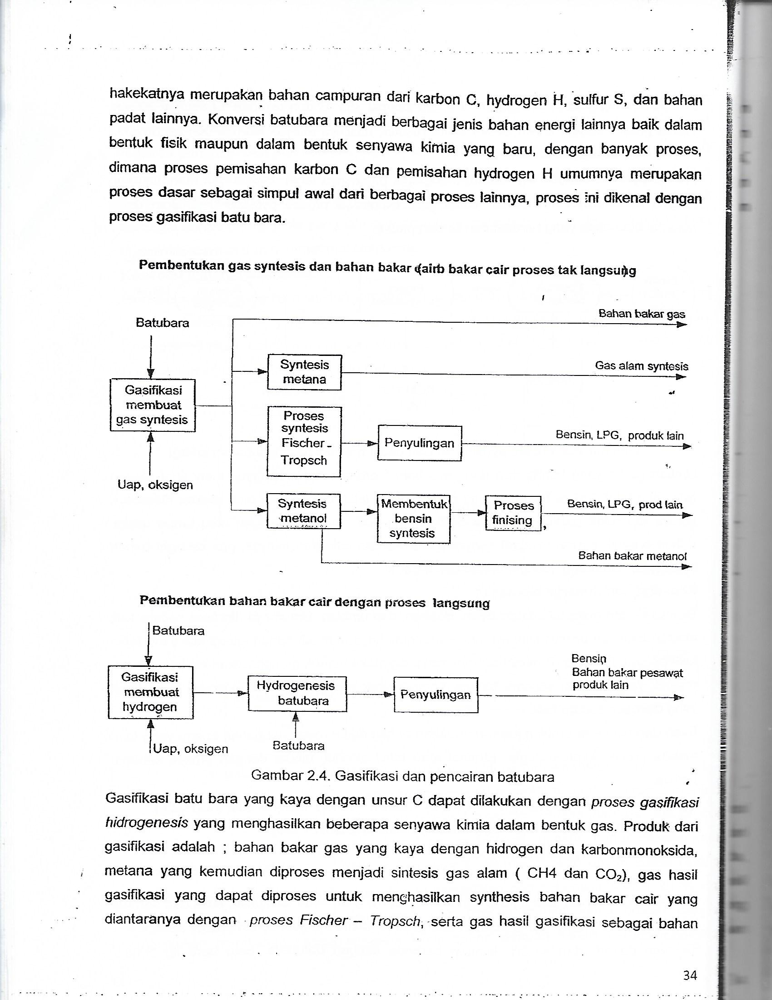 hakekatnya merupakan bahan campuran dari karbon C, hydrogen H, sulfur S, dan bahan
padat lainnya. Konversi batubara menjadi berbagai jenis bahan energi lainnya baik dalam
bentuk fisik maupun dalam bentuk senyawa kimia yang baru, dengan banyak proses,
dimana proses pemisahan karbon C dan pemisahan hydrogen H umumnya merupakan
proses dasar sebagai simpul awal dari berbagai proses lainnya, proses ini dikenal dengan
proses gasifikasi batu bara.
Pembentukan gas syntesis dan bahan bakar bakar cair proses tak langsung
Batubara
Gasifikasi
membuat
gas syntesis
Uap, oksigen
Bahan bakar gas
Syntesis
metana
Gas alam syntesis
Proses
syntesis
Fischer-
Tropsch
Penyulingan
Bensin, LPG, produk lain
Syntesis
metanol
Membentuk
bensin
syntesis
Proses
finising
Bensin, LPG, prod lain
Bahan bakar metanol
Pembentukan bahan bakar cair dengan proses langsung
Batubara
Gasifikasi
membuat
hydrogen
Uap, oksigen
Hydrogenesis
batubara
Batubara
Penyulingan
Bensin
Bahan bakar pesawat
produk lain
Gambar 2.4. Gasifikasi dan pencairan batubara
Gasifikasi batu bara yang kaya dengan unsur C dapat dilakukan dengan proses gasifikasi
hidrogenesis yang menghasilkan beberapa senyawa kimia dalam bentuk gas. Produk dari
gasifikasi adalah ; bahan bakar gas yang kaya dengan hidrogen dan karbonmonoksida,
metana yang kemudian diproses menjadi sintesis gas alam ( CH4 dan CO₂), gas hasil
gasifikasi yang dapat diproses untuk menghasilkan synthesis bahan bakar cair yang
diantaranya dengan proses Fischer – Tropsch, serta gas hasil gasifikasi sebagai bahan
34